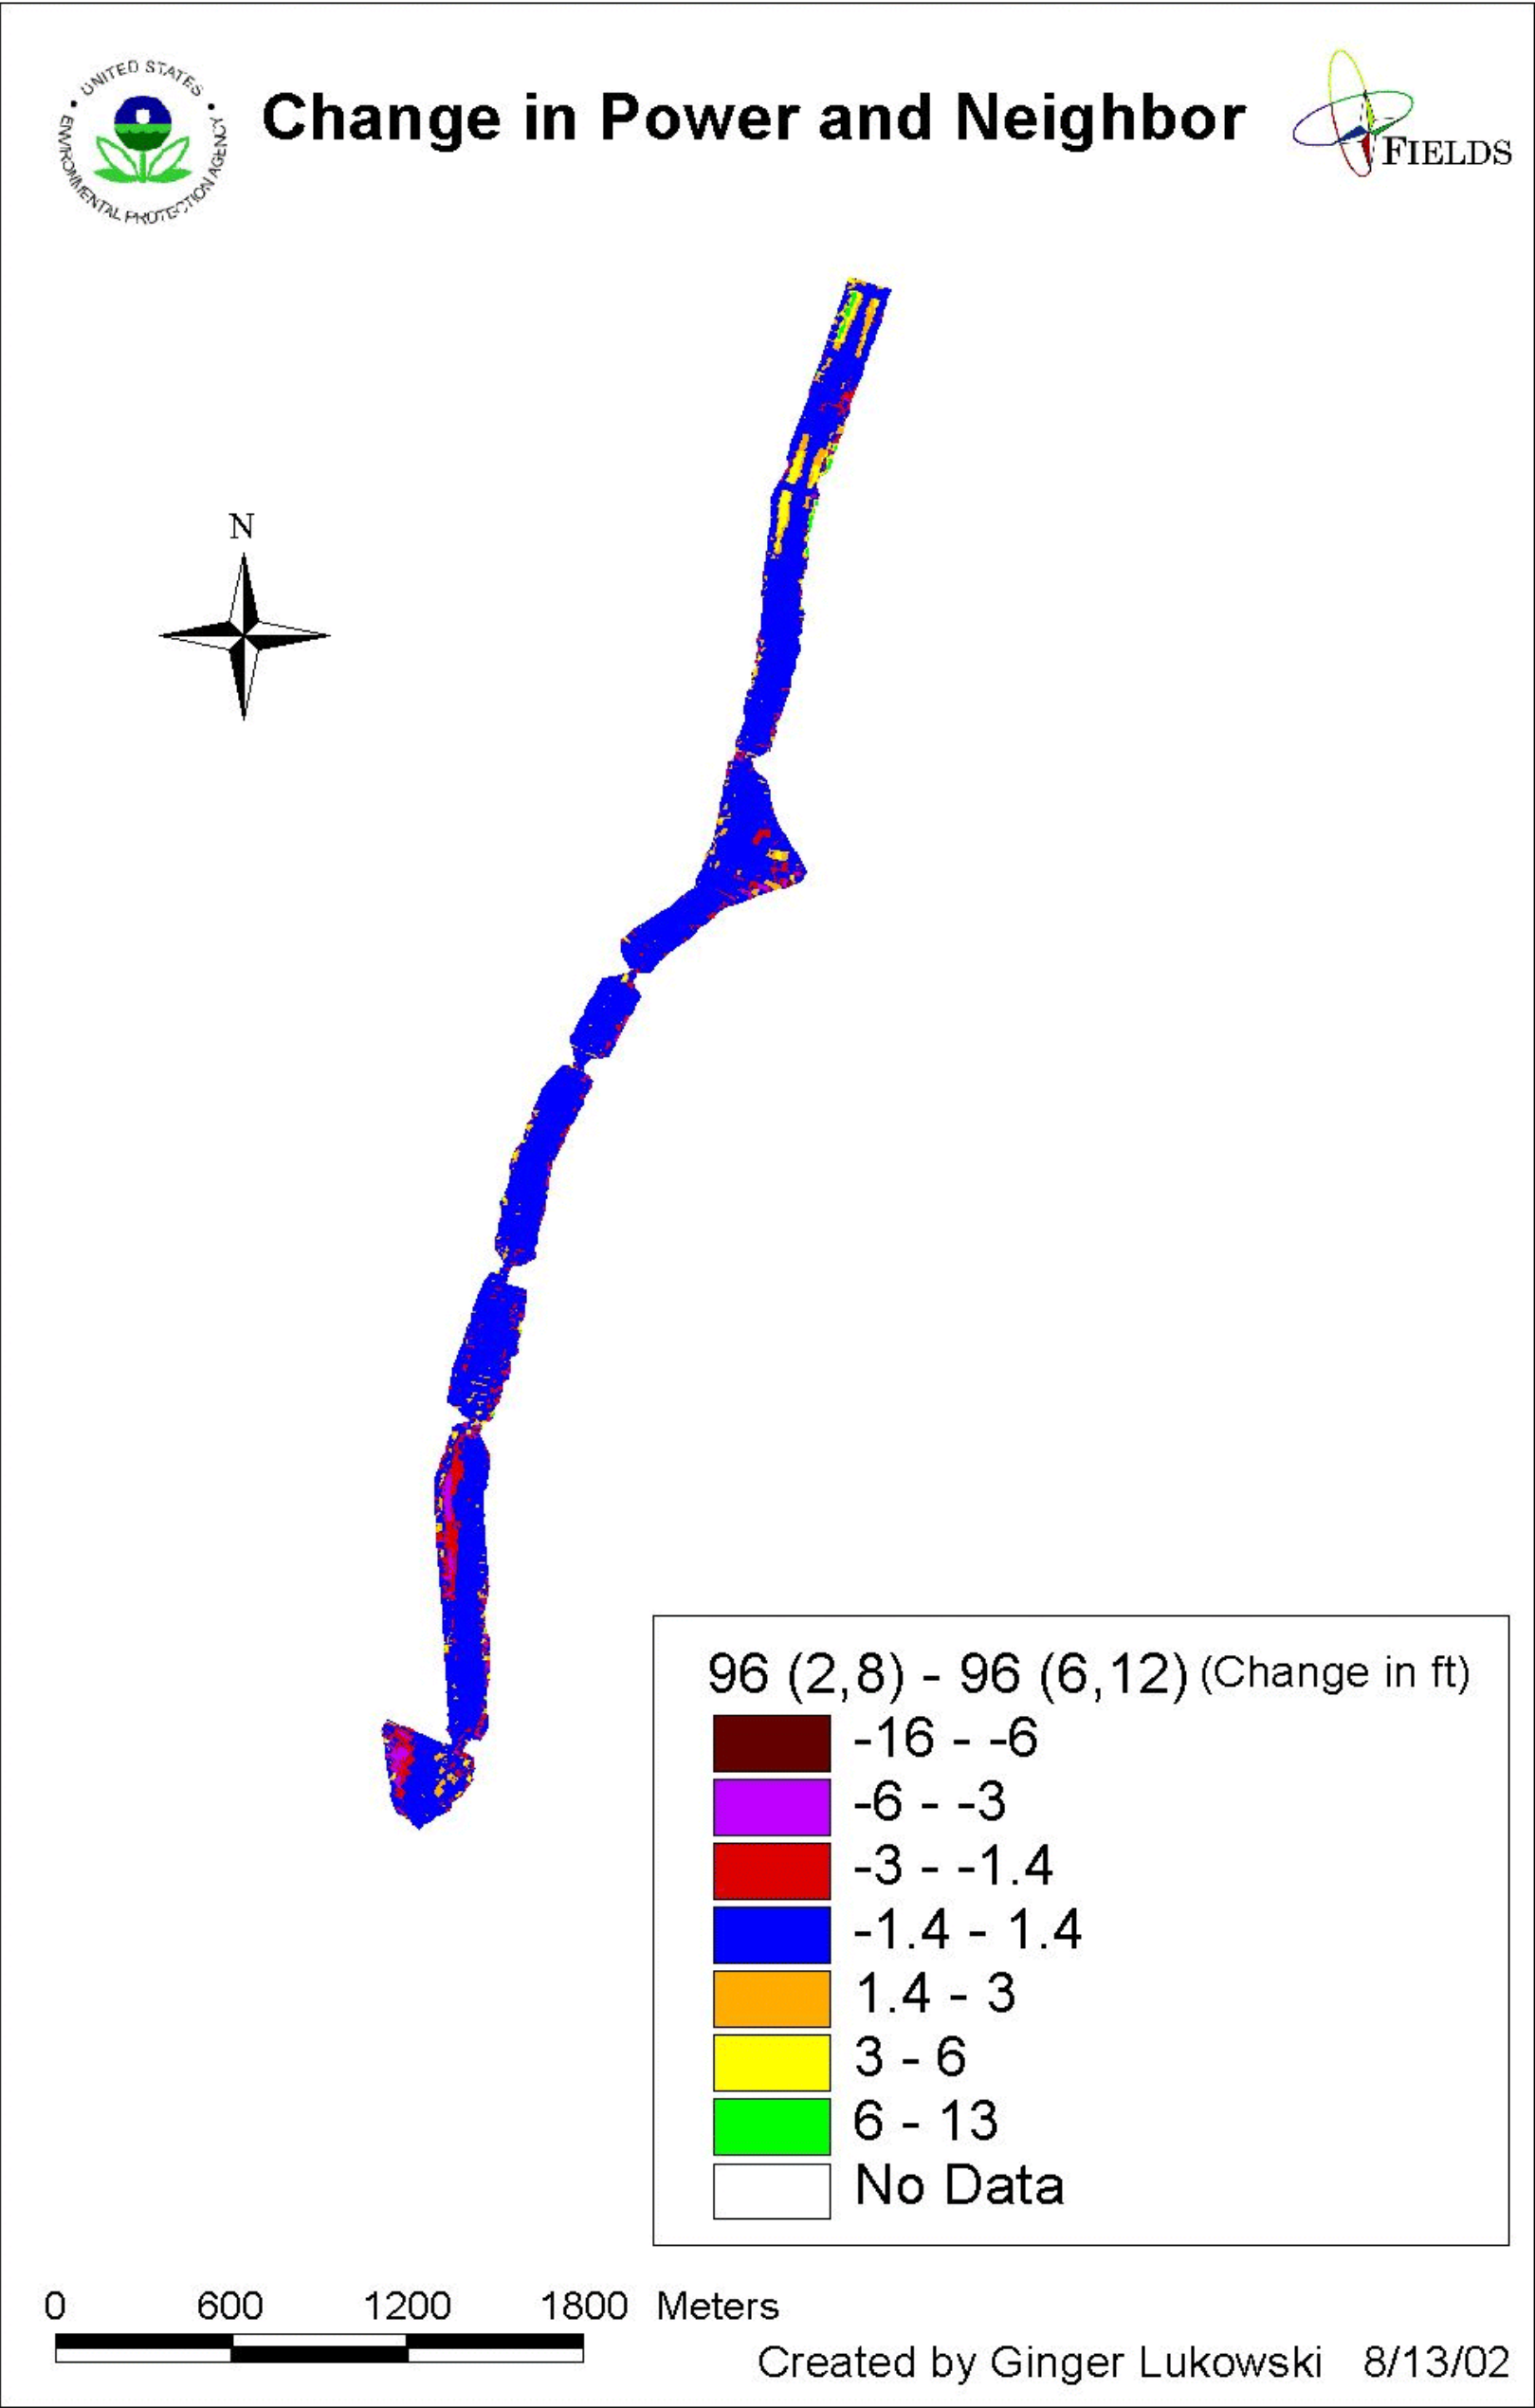 UNITED STATES
ENVIRONMENTAL PROTECTION AGENCY
Change in Power and Neighbor
FIELDS
N
96 (2,8) - 96 (6,12) (Change in ft)
-16 - -6
-6 - -3
-3 - -1.4
-1.4 - 1.4
1.4 - 3
3 - 6
6 - 13
No Data
0 600 1200 1800 Meters
Created by Ginger Lukowski 8/13/02